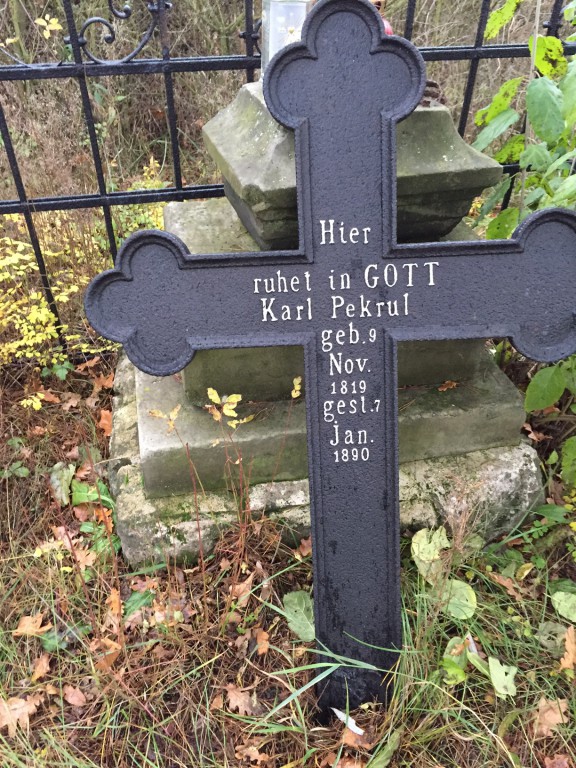 Hier
ruhet in GOTT
Karl Pekrul
geb. 9
Nov.
1819
gest. 7
Jan.
1890